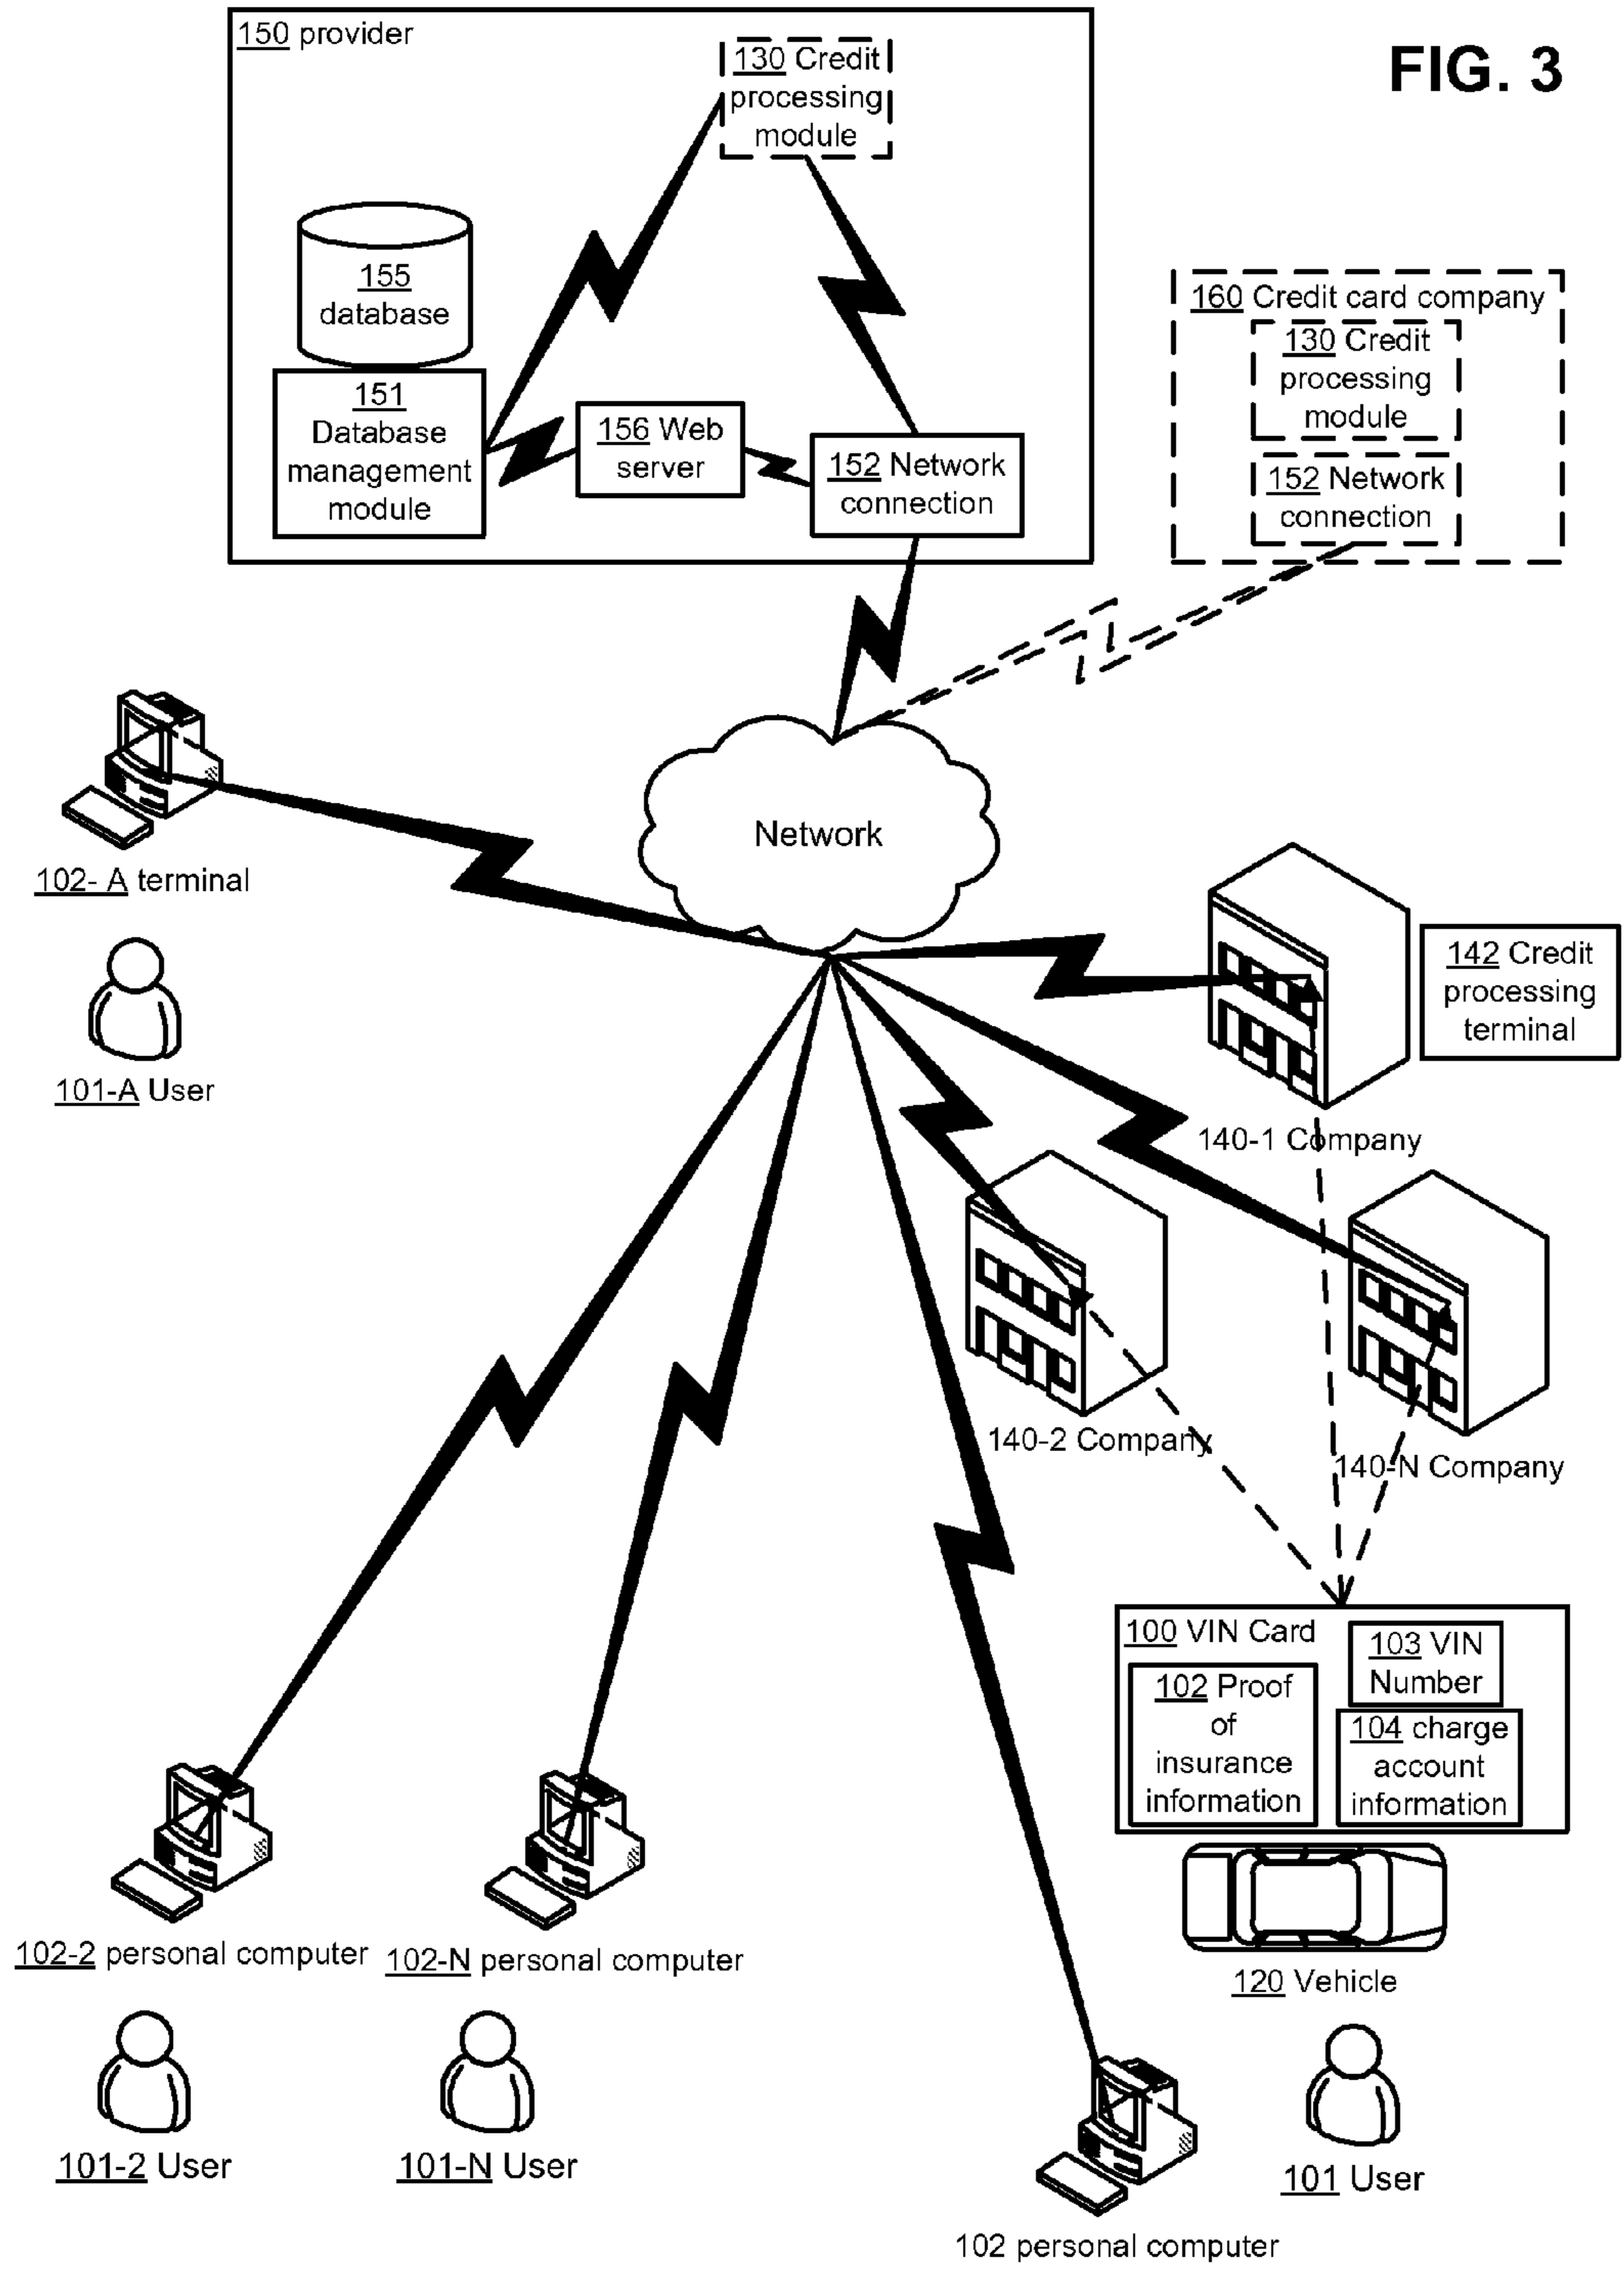 150 provider
FIG. 3
130 Credit
processing
module
155
database
151
Database
management
module
156 Web
server
152 Network
connection
160 Credit card company
130 Credit
processing
module
152 Network
connection
Network
102- A terminal
101-A User
142 Credit
processing
terminal
140-1 Company
140-2 Company
140-N Company
100 VIN Card
103 VIN
Number
102 Proof
of
insurance
information
104 charge
account
information
120 Vehicle
102-2 personal computer
102-N personal computer
101-2 User
101-N User
101 User
102 personal computer